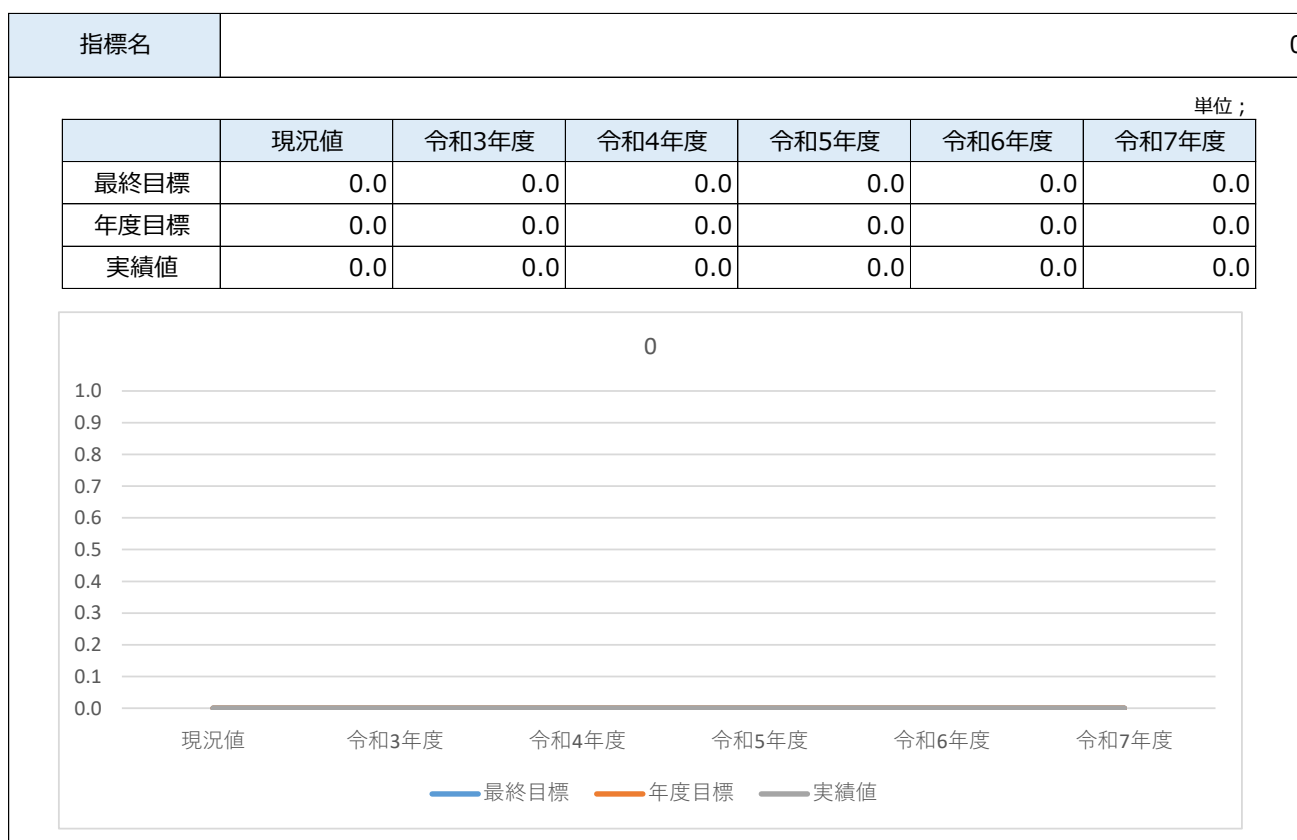 指標名 0
単位;
現況値 令和3年度 令和4年度 令和5年度 令和6年度 令和7年度
最終目標 0.0 0.0 0.0 0.0 0.0 0.0
年度目標 0.0 0.0 0.0 0.0 0.0 0.0
実績値 0.0 0.0 0.0 0.0 0.0 0.0
0
1.0
0.9
0.8
0.7
0.6
0.5
0.4
0.3
0.2
0.1
0.0
現況値 令和3年度 令和4年度 令和5年度 令和6年度 令和7年度
最終目標 年度目標 実績値